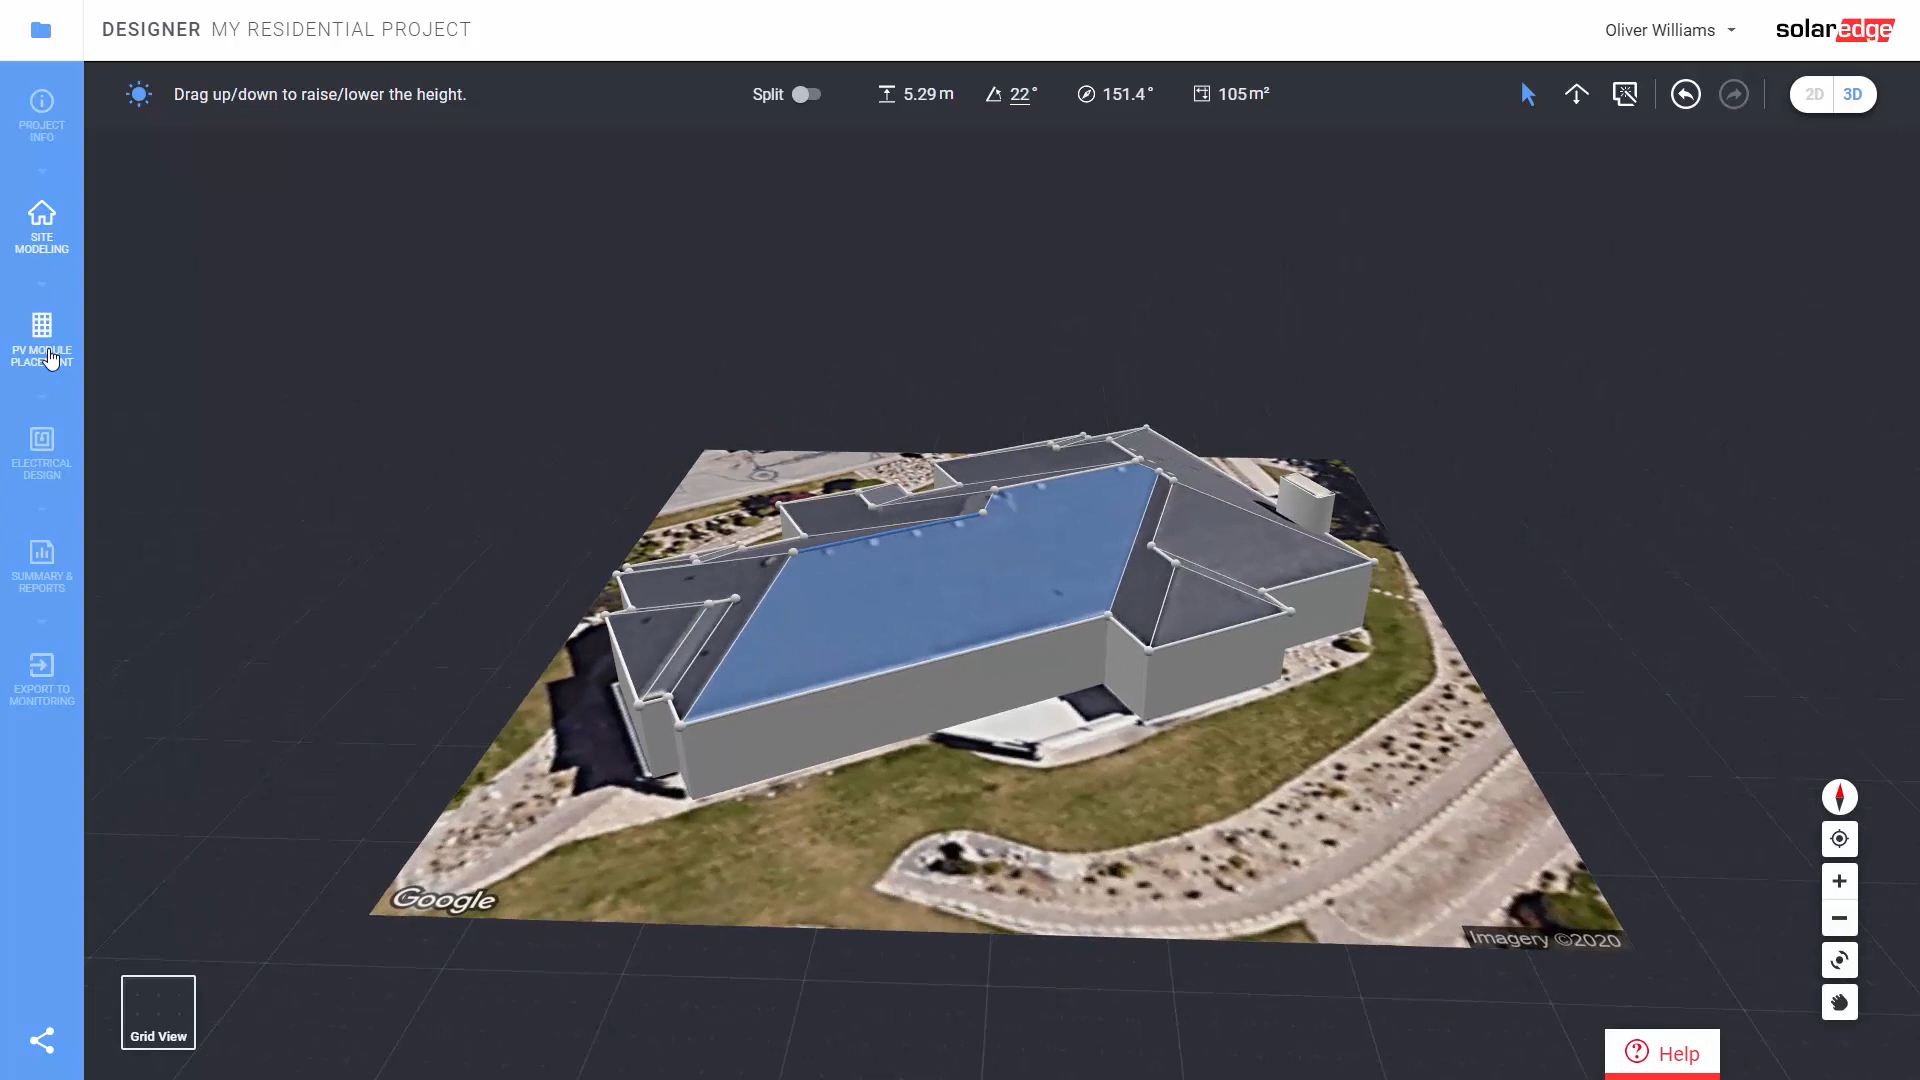 DESIGNER MY RESIDENTIAL PROJECT
Oliver Williams
solaredge
Drag up/down to raise/lower the height.
Split
5.29 m
22°
151.4°
105 m²
2D
3D
PROJECT
INFO
SITE
MODELING
PV MODULE
PLACEMENT
ELECTRICAL
DESIGN
SUMMARY &
REPORTS
EXPORT TO
MONITORING
Google
Imagery ©2020
Grid View
Help